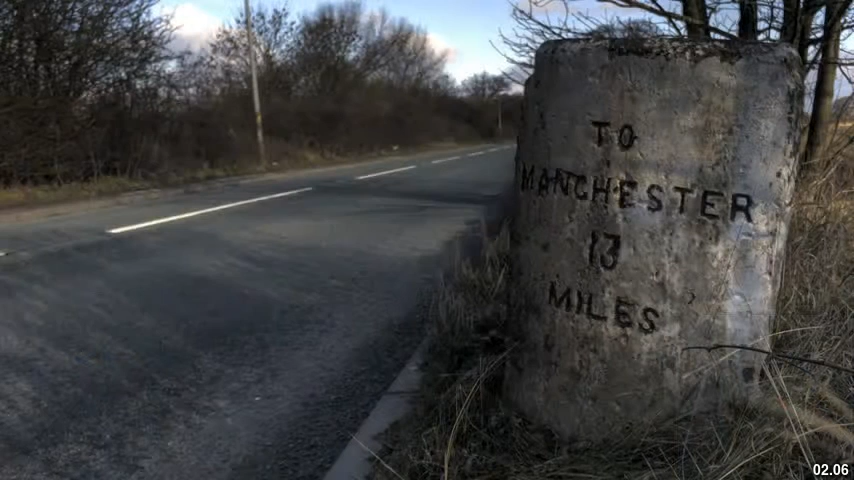 TO
MANCHESTER
13
MILES
02.06